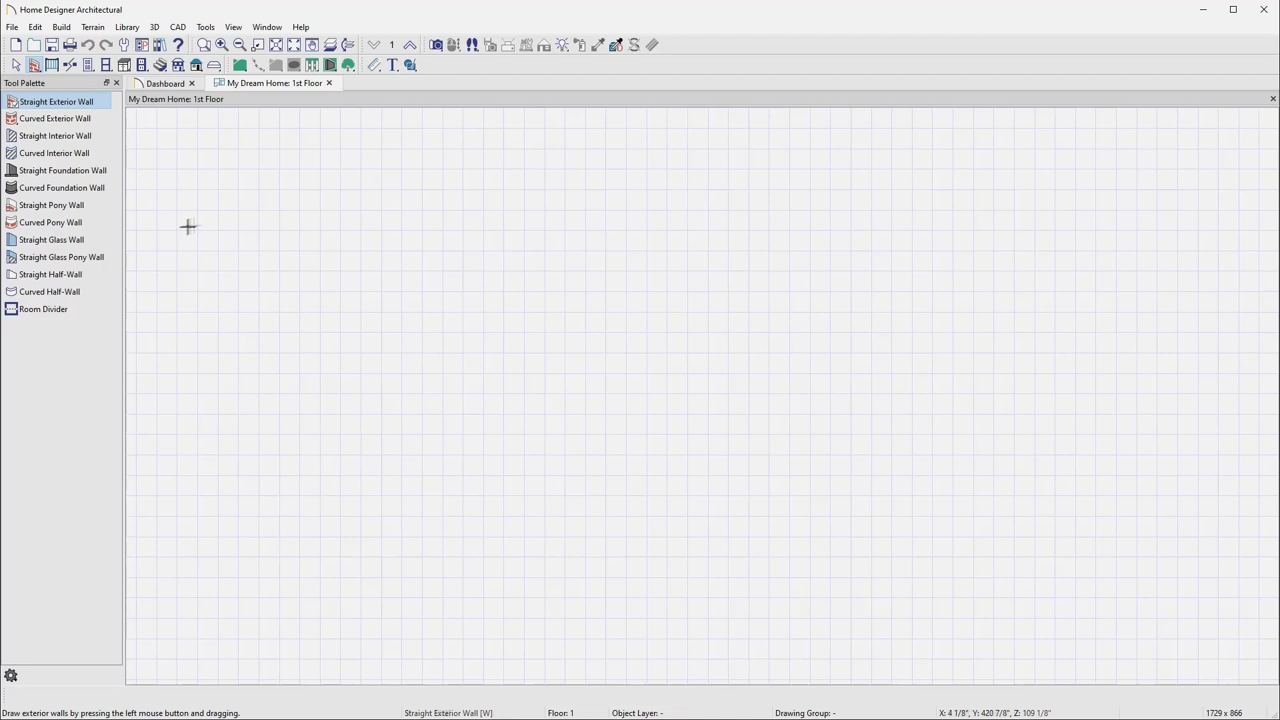 Home Designer Architectural
File Edit Build Terrain Library 3D CAD Tools View Window Help
1
Tool Palette
Dashboard
My Dream Home: 1st Floor
My Dream Home: 1st Floor
Straight Exterior Wall
Curved Exterior Wall
Straight Interior Wall
Curved Interior Wall
Straight Foundation Wall
Curved Foundation Wall
Straight Pony Wall
Curved Pony Wall
Straight Glass Wall
Straight Glass Pony Wall
Straight Half-Wall
Curved Half-Wall
Room Divider
Draw exterior walls by pressing the left mouse button and dragging. Straight Exterior Wall [W] Floor: 1 Object Layer: - Drawing Group: - X: 4 1/8", Y: 420 7/8", Z: 109 1/8" 1729 x 866